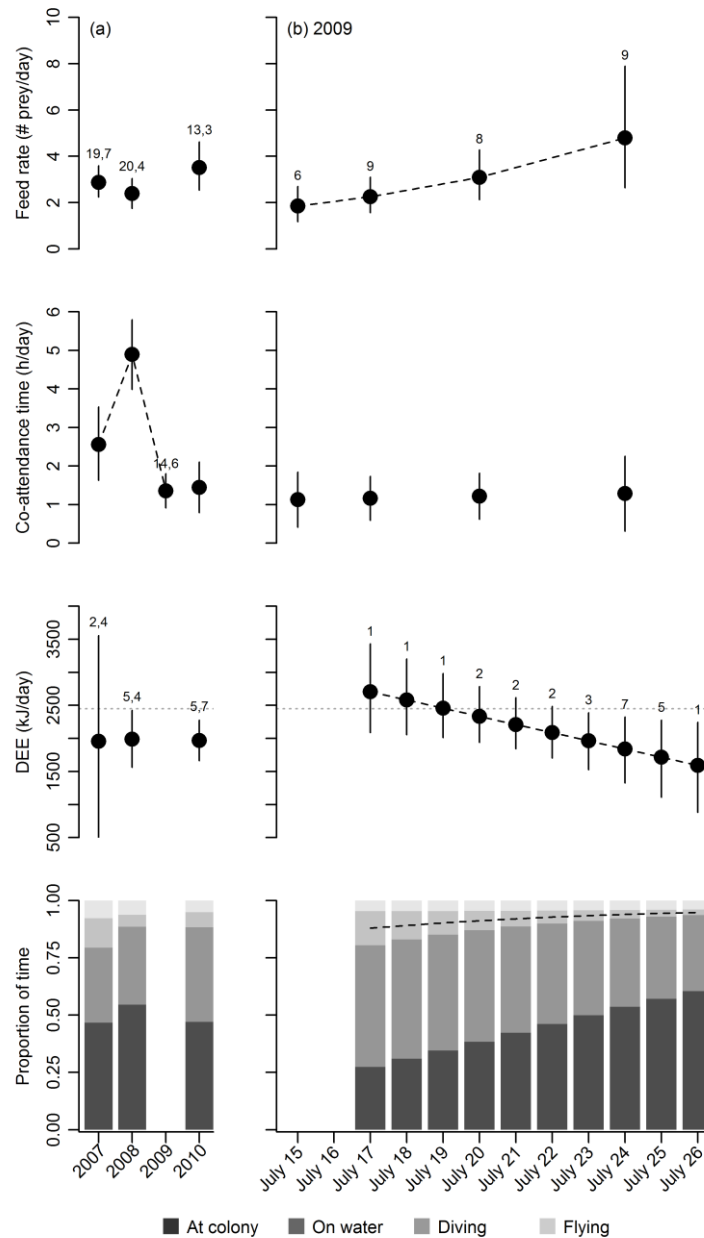 (a)
(b) 2009
Feed rate (# prey/day)
0 2 4 6 8 10
19,7 20,4 13,3
6 9 8 9
Co-attendance time (h/day)
0 1 2 3 4 5 6
14,6
DEE (kJ/day)
500 1500 2500 3500
2,4 5,4 5,7
1 1 1 2 2 2 3 7 5 1
Proportion of time
0.00 0.25 0.50 0.75 1.00
2007 2008 2009 2010
July 15 July 16 July 17 July 18 July 19 July 20 July 21 July 22 July 23 July 24 July 25 July 26
At colony On water Diving Flying